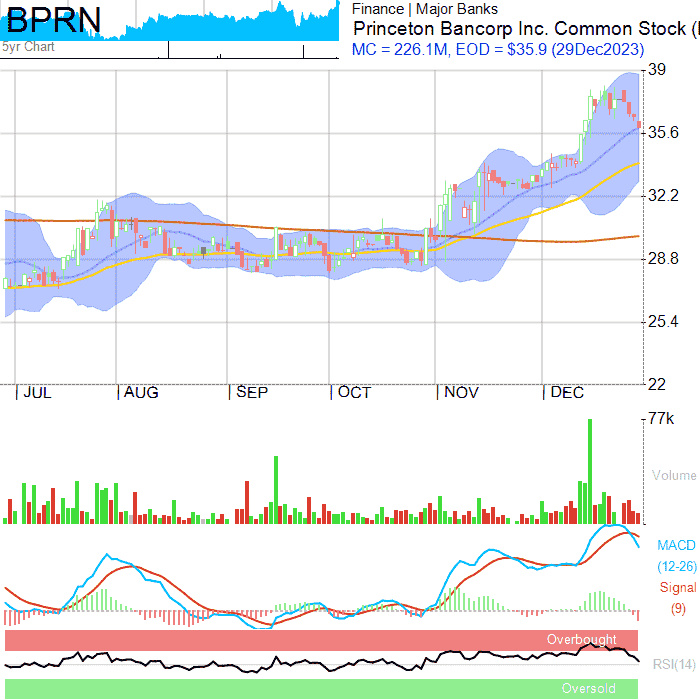 BPRN
5yr Chart
Finance | Major Banks
Princeton Bancorp Inc. Common Stock (
MC = 226.1M, EOD = $35.9 (29Dec2023)
39
35.6
32.2
28.8
25.4
22
JUL AUG SEP OCT NOV DEC
77k
Volume
MACD
(12-26)
Signal
(9)
Overbought
RSI(14)
Oversold